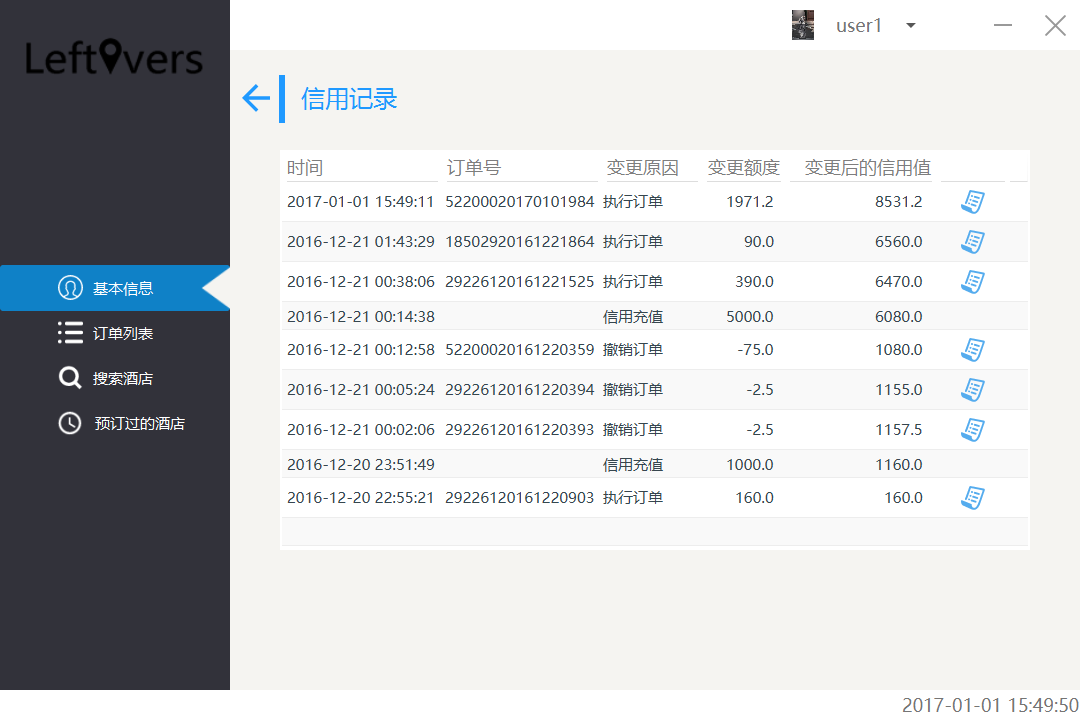 Leftovers
user1
信用记录
时间 订单号 变更原因 变更额度 变更后的信用值
2017-01-01 15:49:11 52200020170101984 执行订单 1971.2 8531.2
2016-12-21 01:43:29 18502920161221864 执行订单 90.0 6560.0
2016-12-21 00:38:06 29226120161221525 执行订单 390.0 6470.0
2016-12-21 00:14:38 信用充值 5000.0 6080.0
2016-12-21 00:12:58 52200020161220359 撤销订单 -75.0 1080.0
2016-12-21 00:05:24 29226120161220394 撤销订单 -2.5 1155.0
2016-12-21 00:02:06 29226120161220393 撤销订单 -2.5 1157.5
2016-12-20 23:51:49 信用充值 1000.0 1160.0
2016-12-20 22:55:21 29226120161220903 执行订单 160.0 160.0
基本信息
订单列表
搜索酒店
预订过的酒店
2017-01-01 15:49:50